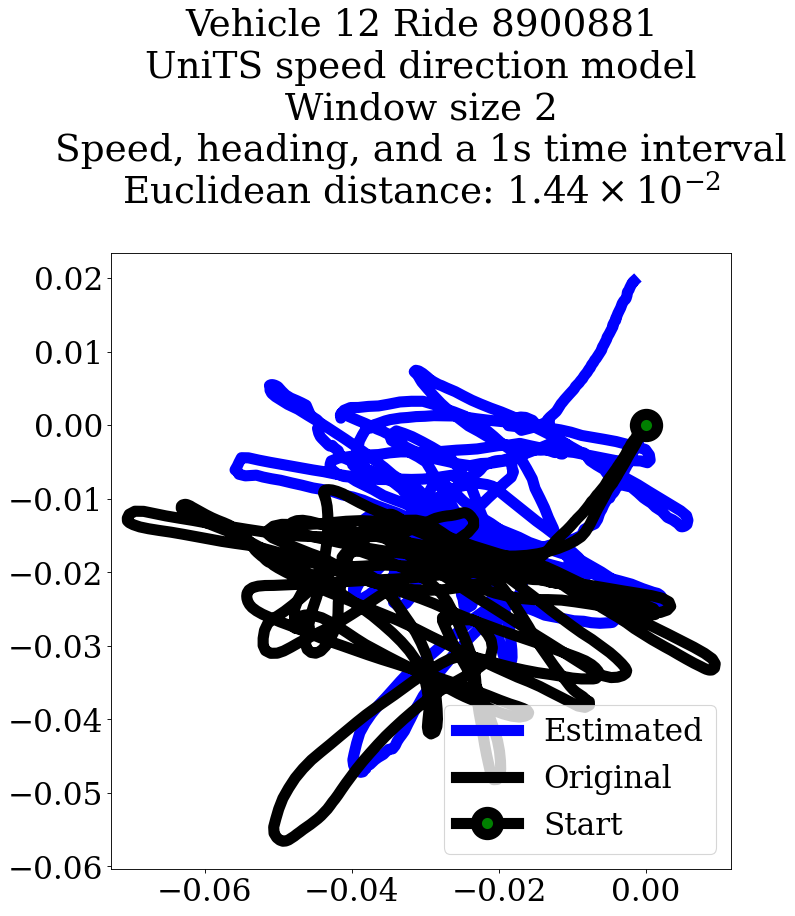 Vehicle 12 Ride 8900881
UniTS speed direction model
Window size 2
Speed, heading, and a 1s time interval
Euclidean distance: 1.44 × 10⁻²
0.02
0.01
0.00
−0.01
−0.02
−0.03
−0.04
−0.05
−0.06
Estimated
Original
Start
−0.06 −0.04 −0.02 0.00